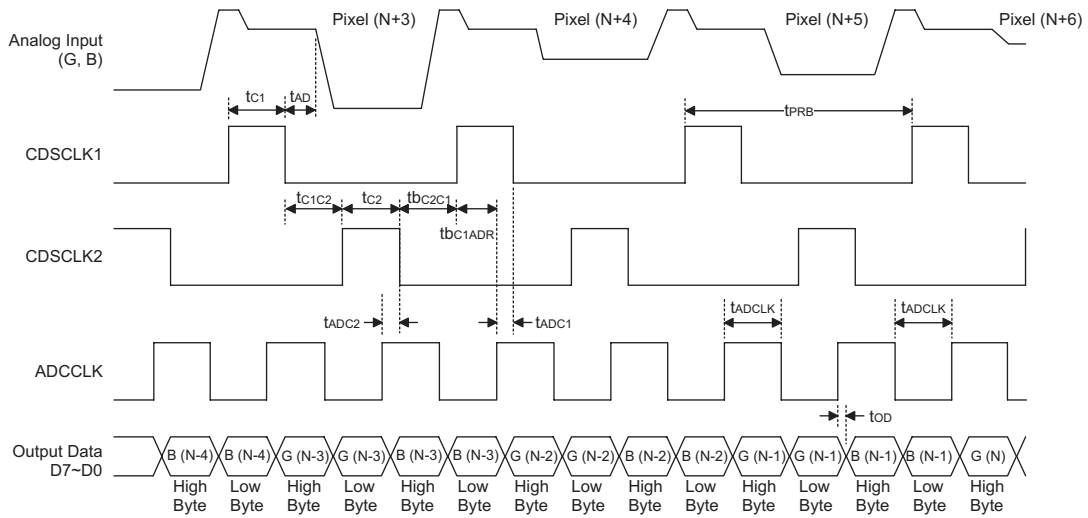 Pixel (N+3) Pixel (N+4) Pixel (N+5) Pixel (N+6)
Analog Input
(G, B)
tC1 tAD tPRB
CDSCLK1
tC1C2 tC2 tbC2C1
tbC1ADR
CDSCLK2
tADC2 tADC1 tADCLK tADCLK
ADCCLK
tOD
Output Data
D7~D0
B (N-4) B (N-4) G (N-3) G (N-3) B (N-3) B (N-3) G (N-2) G (N-2) B (N-2) B (N-2) G (N-1) G (N-1) B (N-1) B (N-1) G (N)
High Low High Low High Low High Low High Low High Low High Low High
Byte Byte Byte Byte Byte Byte Byte Byte Byte Byte Byte Byte Byte Byte Byte